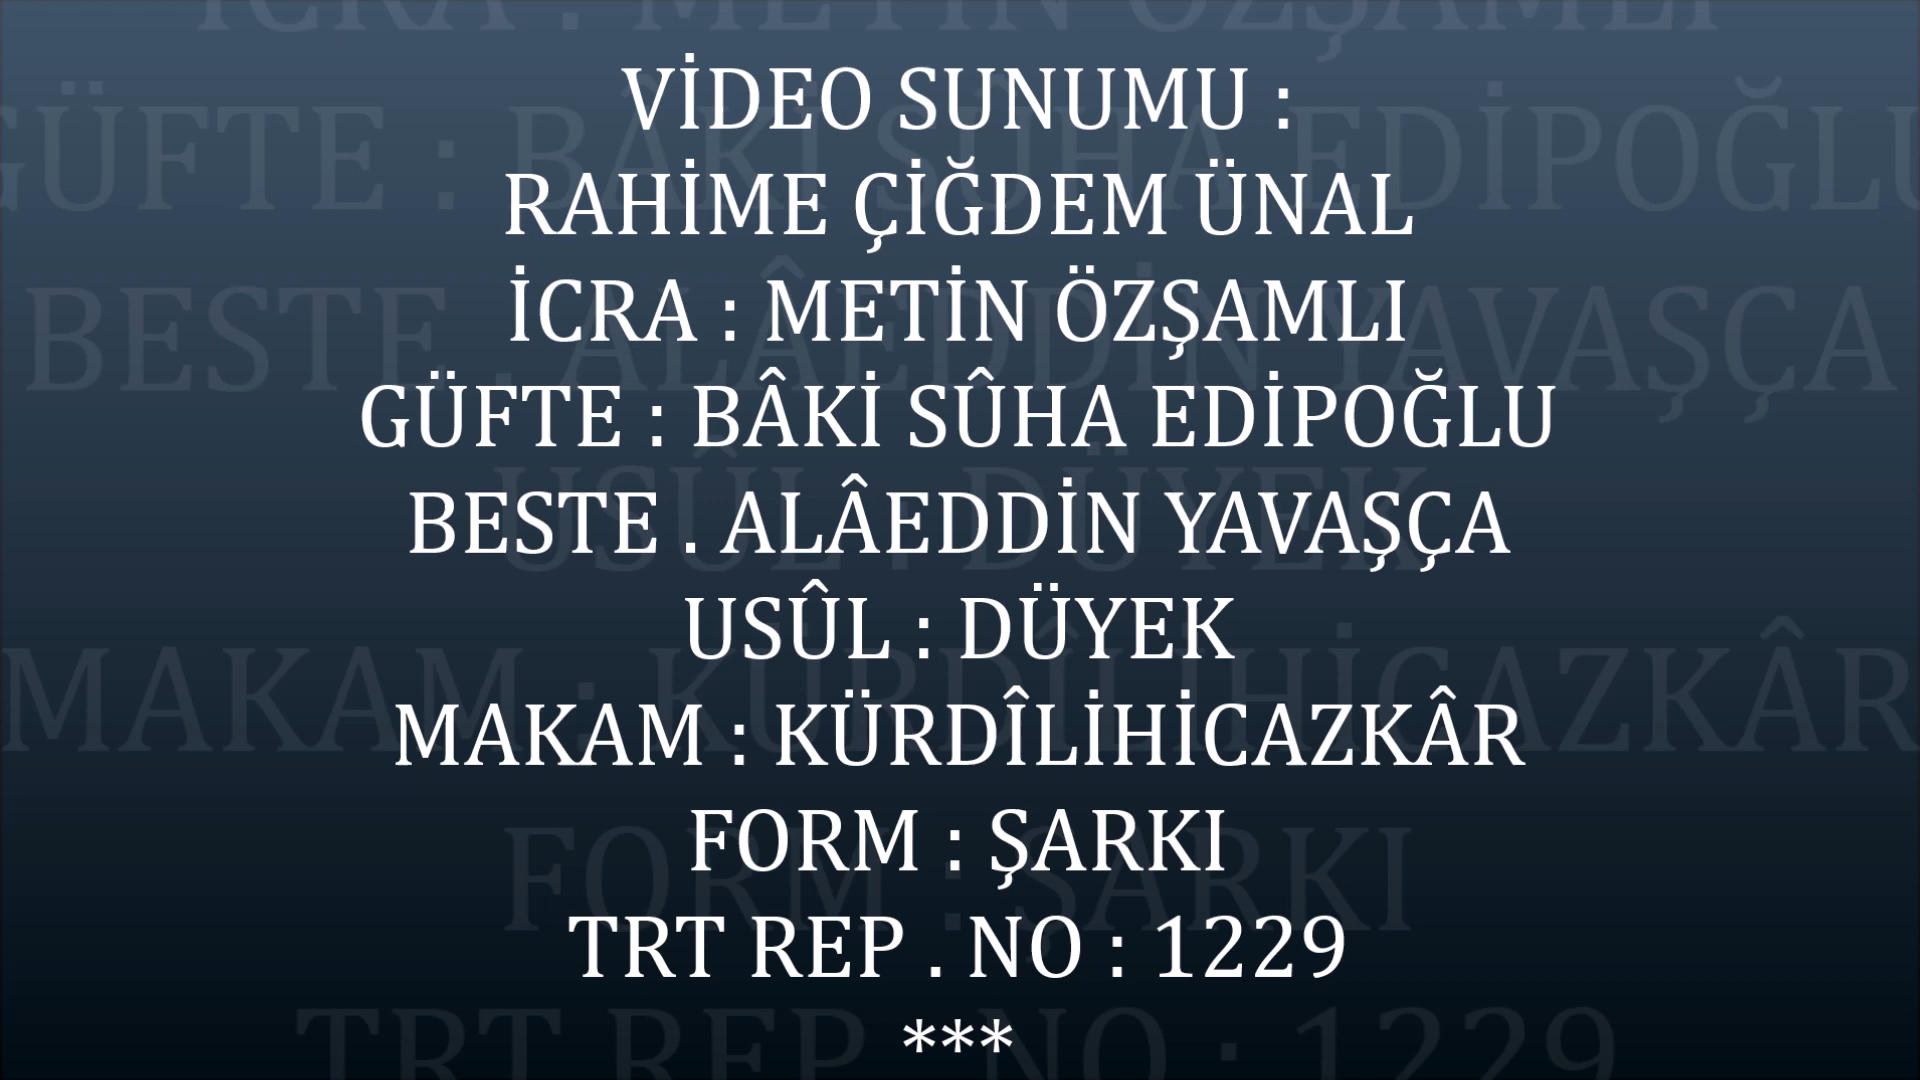 VİDEO SUNUMU :
RAHİME ÇİĞDEM ÜNAL
İCRA : METİN ÖZŞAMLI
GÜFTE : BÂKİ SÛHA EDİPOĞLU
BESTE . ALÂEDDİN YAVAŞÇA
USÛL : DÜYEK
MAKAM : KÜRDÎLİHİCAZKÂR
FORM : ŞARKI
TRT REP . NO : 1229
***